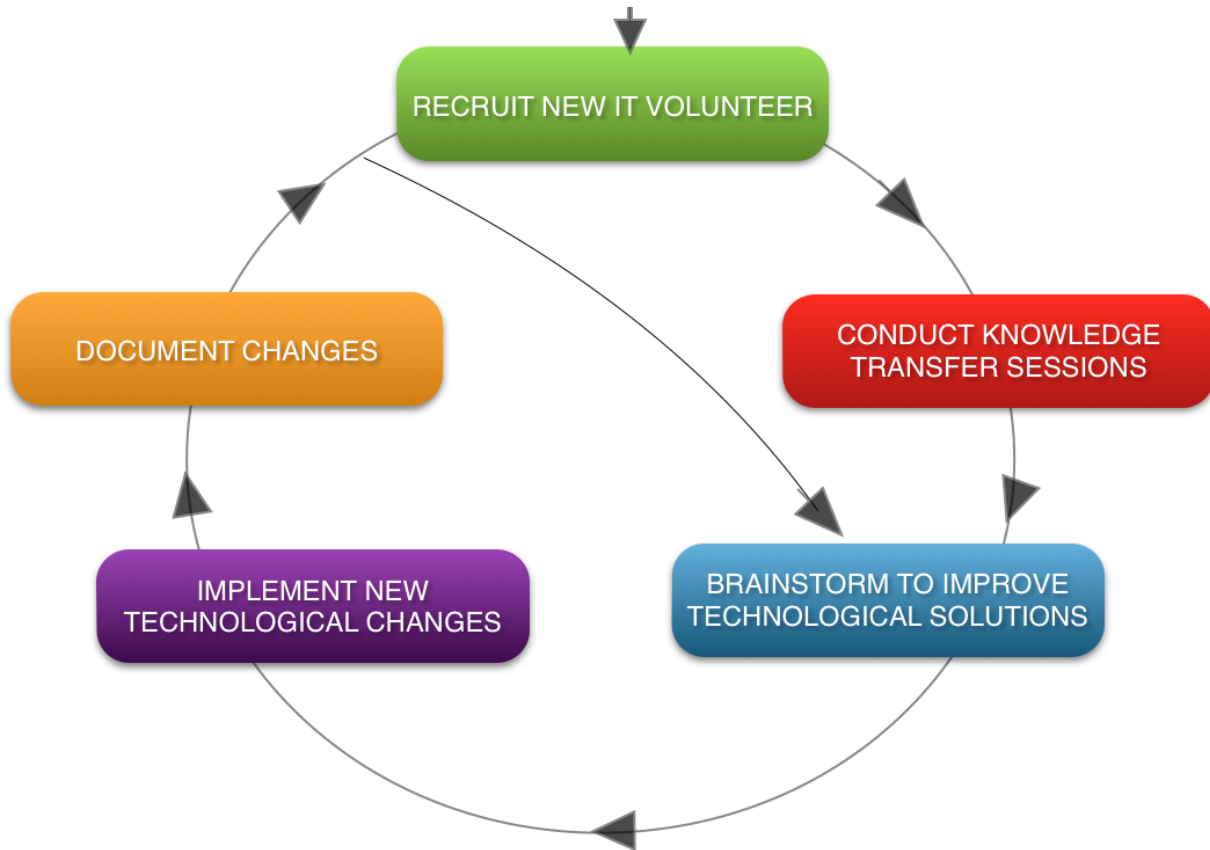 RECRUIT NEW IT VOLUNTEER
CONDUCT KNOWLEDGE
TRANSFER SESSIONS
BRAINSTORM TO IMPROVE
TECHNOLOGICAL SOLUTIONS
IMPLEMENT NEW
TECHNOLOGICAL CHANGES
DOCUMENT CHANGES